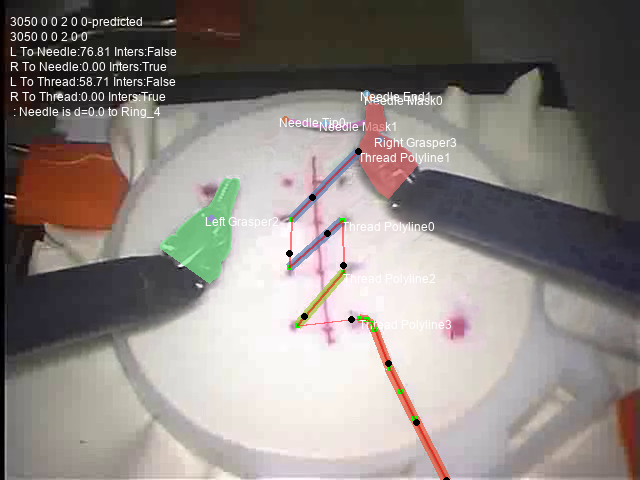 3050 0 0 2 0 0-predicted
3050 0 0 2 0 0
L To Needle:76.81 Inters:False
R To Needle:0.00 Inters:True
L To Thread:58.71 Inters:False
R To Thread:0.00 Inters:True
: Needle is d=0.0 to Ring_4
Needle End1
Needle Mask0
Needle Tip0
Needle Mask1
Right Grasper3
Thread Polyline1
Left Grasper2
Thread Polyline0
Thread Polyline2
Thread Polyline3